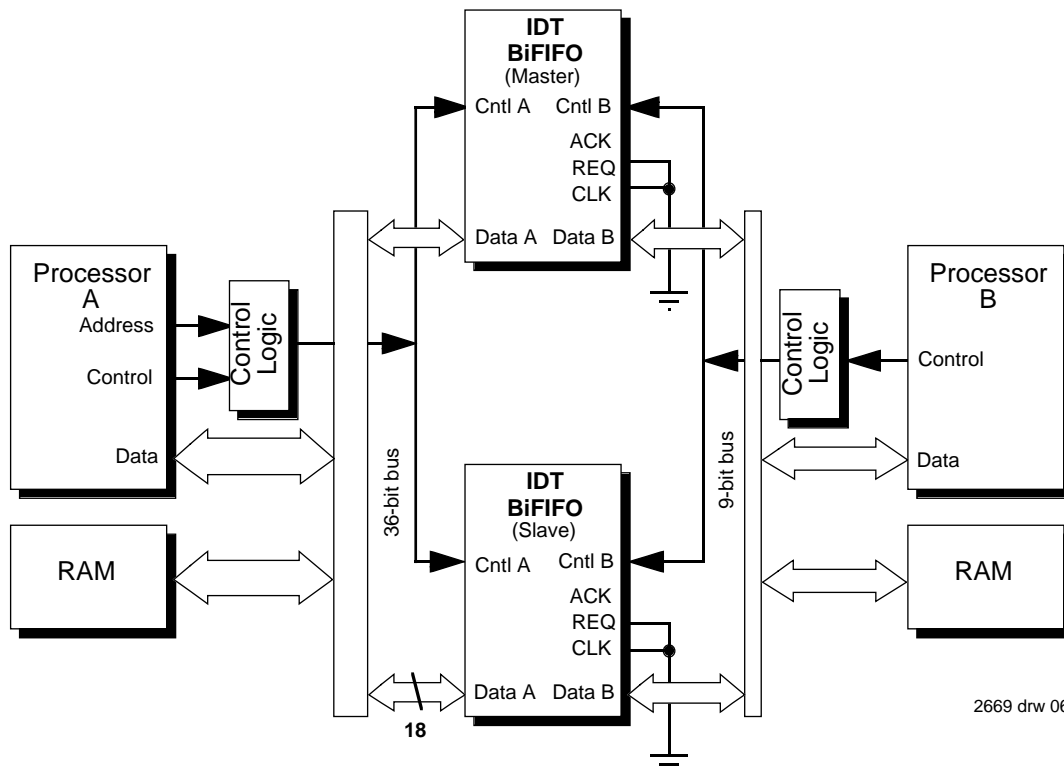 IDT
BiFIFO
(Master)
Cntl A
Cntl B
ACK
REQ
CLK
Data A
Data B
Processor
A
Address
Control
Data
Control
Logic
RAM
36-bit bus
9-bit bus
Control
Logic
Processor
B
Control
Data
RAM
IDT
BiFIFO
(Slave)
Cntl A
Cntl B
ACK
REQ
CLK
Data A
Data B
18
2669 drw 06